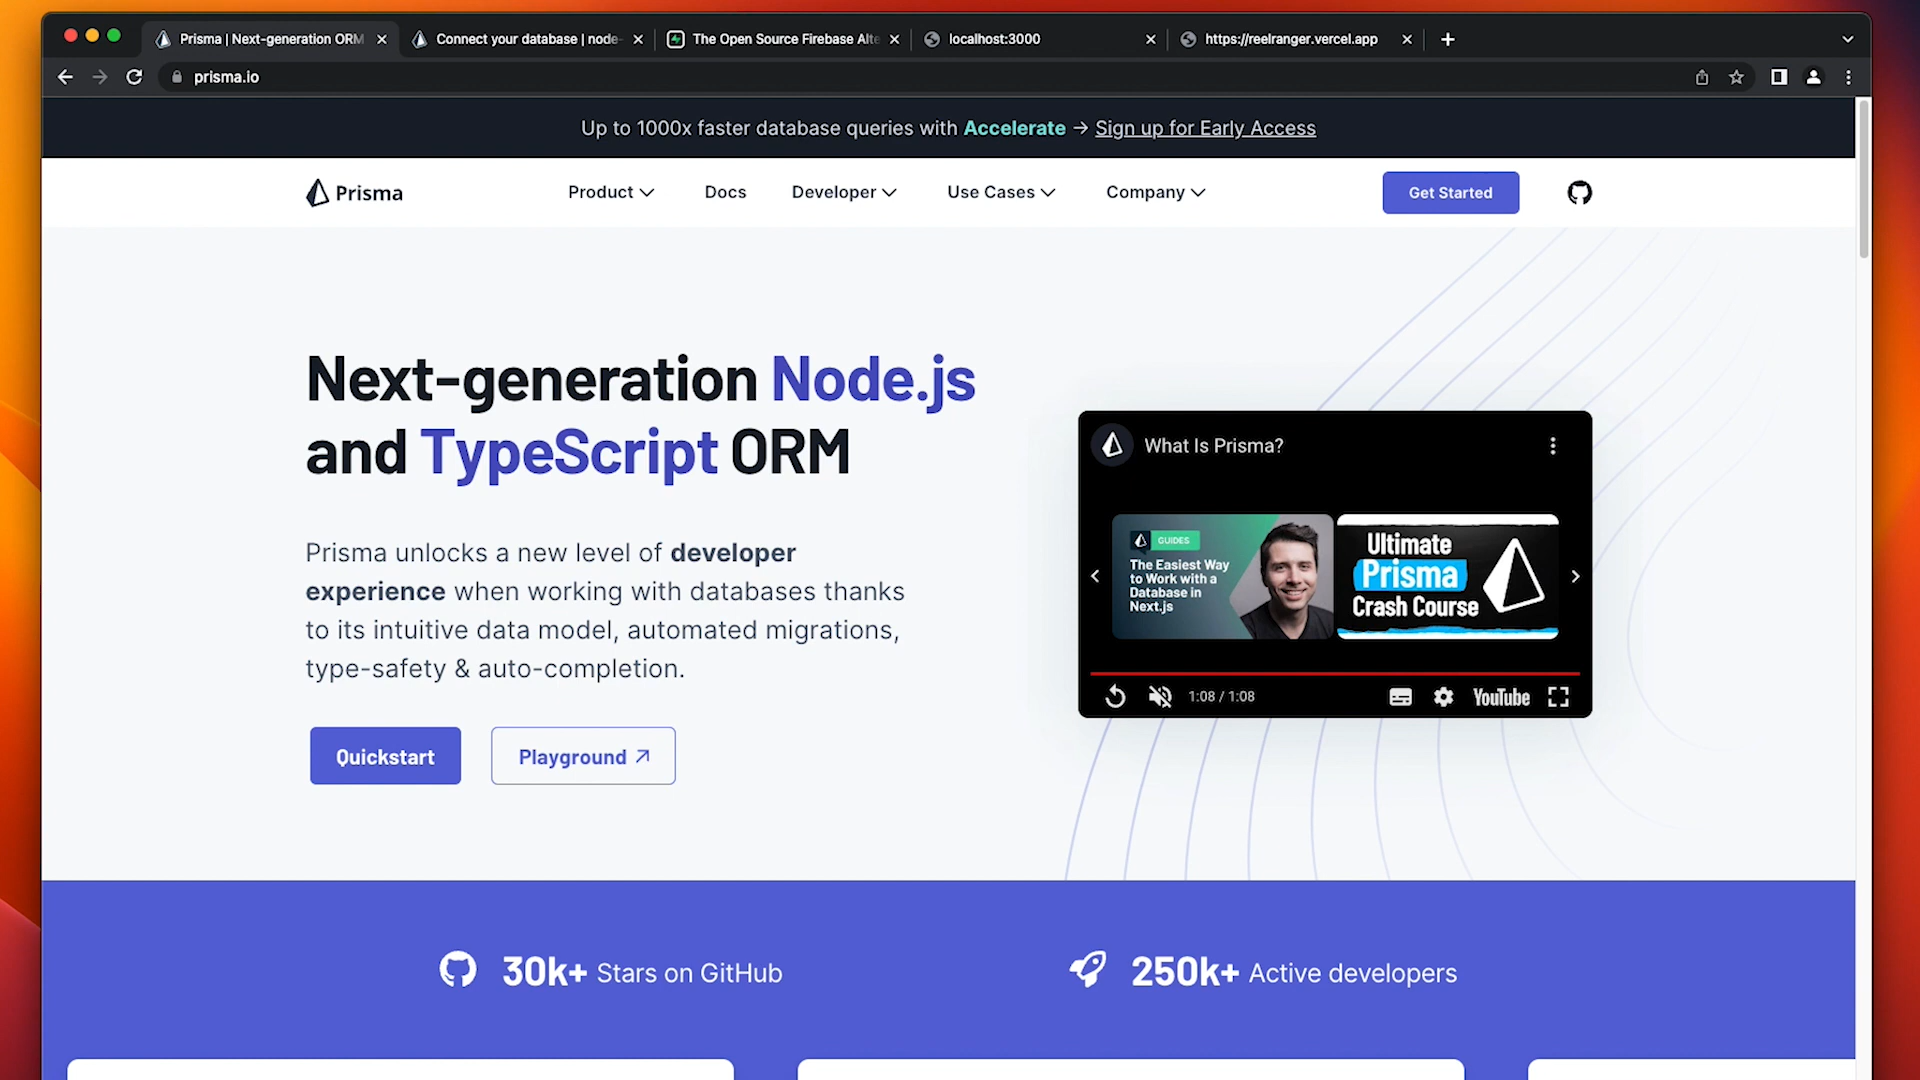 Prisma | Next-generation ORM
Connect your database | node-
The Open Source Firebase Alte
localhost:3000
https://reelranger.vercel.app
prisma.io
Up to 1000x faster database queries with Accelerate → Sign up for Early Access
Prisma
Product
Docs
Developer
Use Cases
Company
Get Started
Next-generation Node.js
and TypeScript ORM
Prisma unlocks a new level of developer
experience when working with databases thanks
to its intuitive data model, automated migrations,
type-safety & auto-completion.
Quickstart
Playground
What Is Prisma?
GUIDES
The Easiest Way
to Work with a
Database in
Next.js
Ultimate
Prisma
Crash Course
1:08 / 1:08
YouTube
30k+ Stars on GitHub
250k+ Active developers